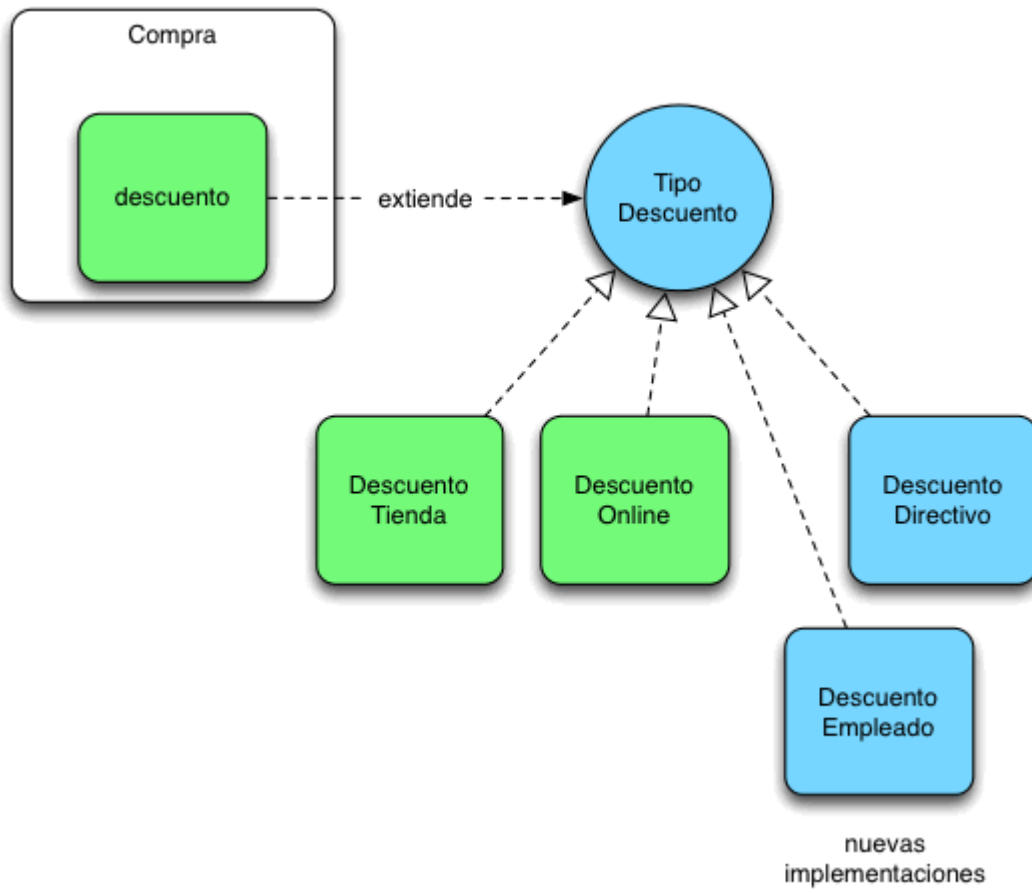 Compra
descuento
extiende
Tipo
Descuento
Descuento
Tienda
Descuento
Online
Descuento
Directivo
Descuento
Empleado
nuevas
implementaciones